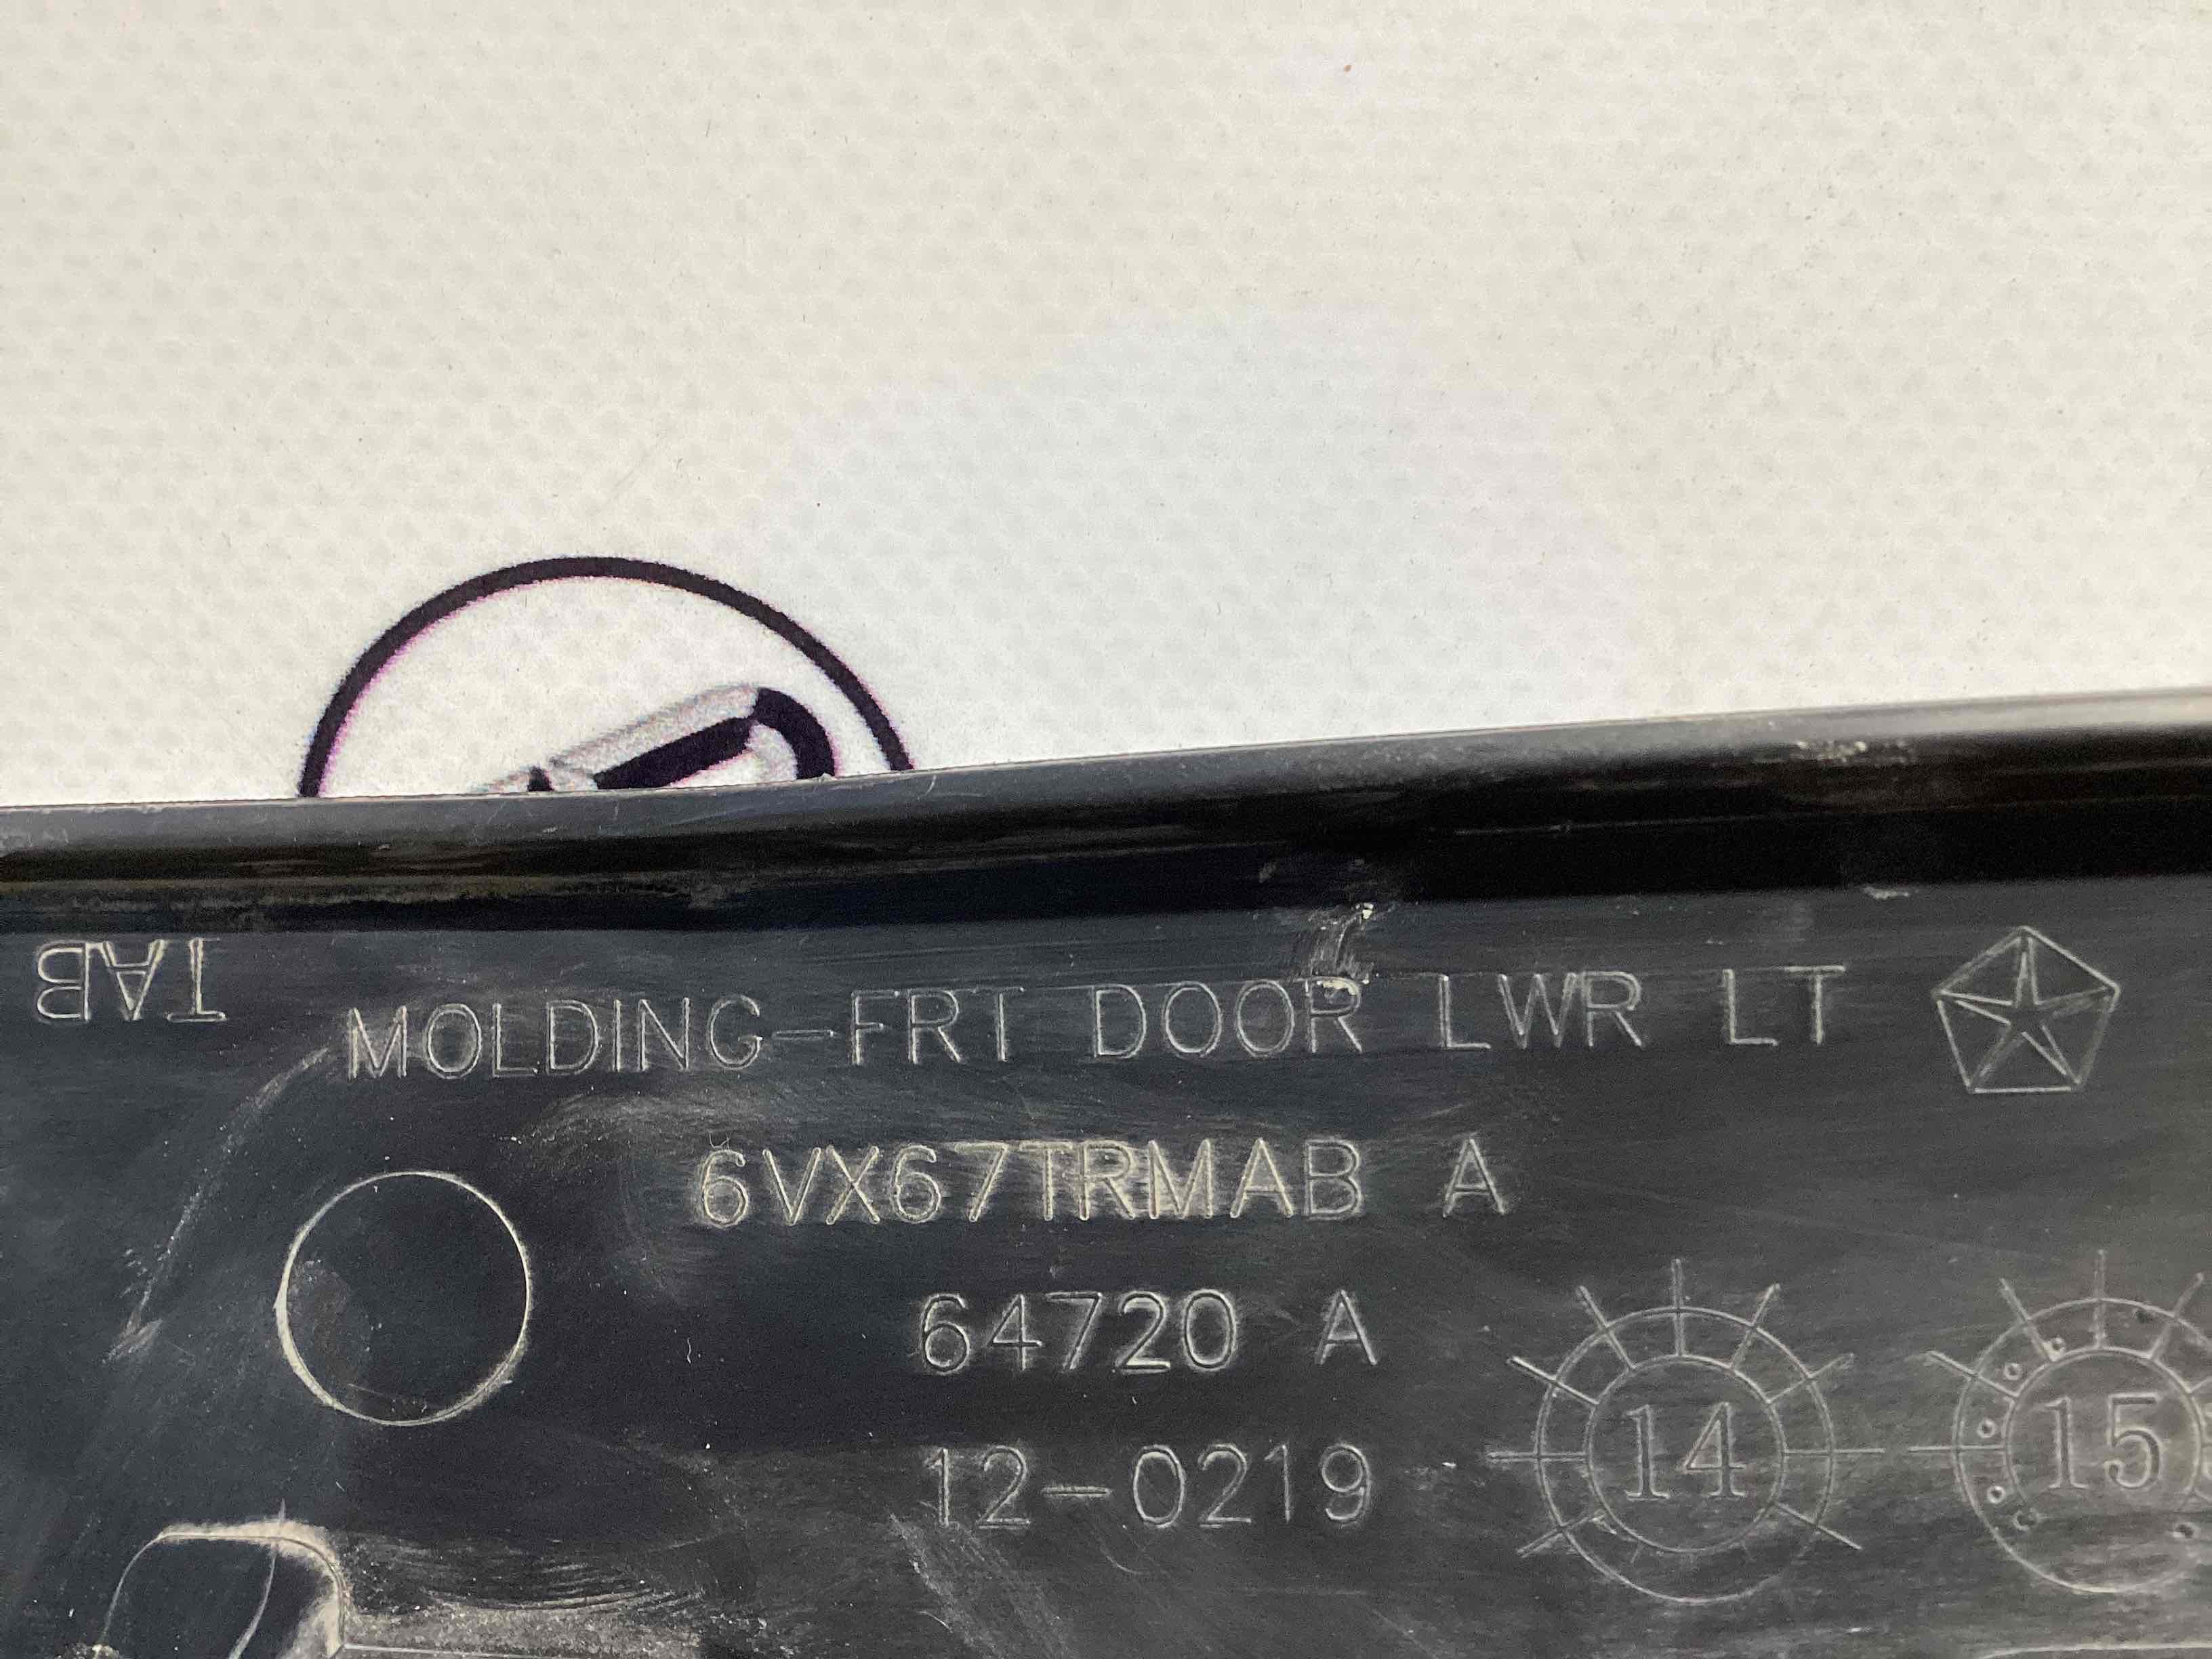 TAB
MOLDING-FRT DOOR LWR LT
6VX67TRMAB A
64720 A
12-0219
14
15